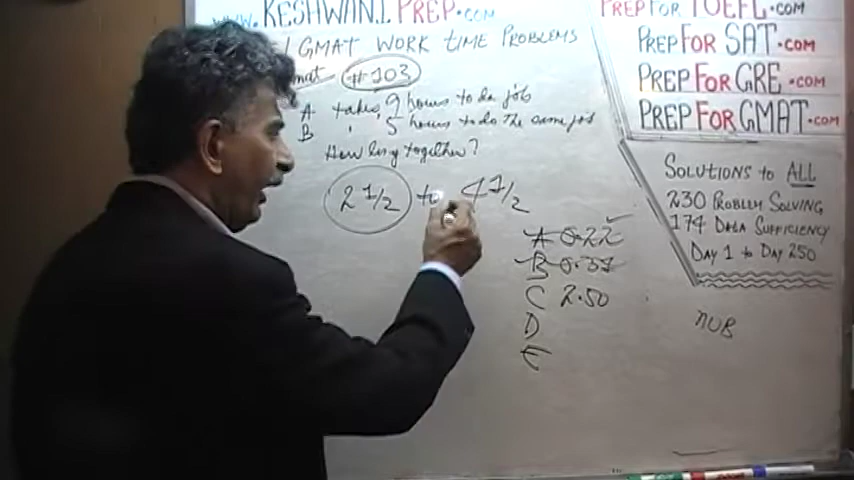 www.KESHWANI PREP.com
GMAT WORK TIME PROBLEMS
mat #103
A takes 9 hours to do job
B " 5 hours to do the same job
How long together?
2 1/2 to 4 1/2
A 0.22 ✓
B 0.31
C 2.50
D
E
PREP FOR TOEFL.COM
PREP FOR SAT.COM
PREP FOR GRE.COM
PREP FOR GMAT.COM
SOLUTIONS TO ALL
230 PROBLEM SOLVING
174 DATA SUFFICIENCY
DAY 1 to DAY 250
NUB